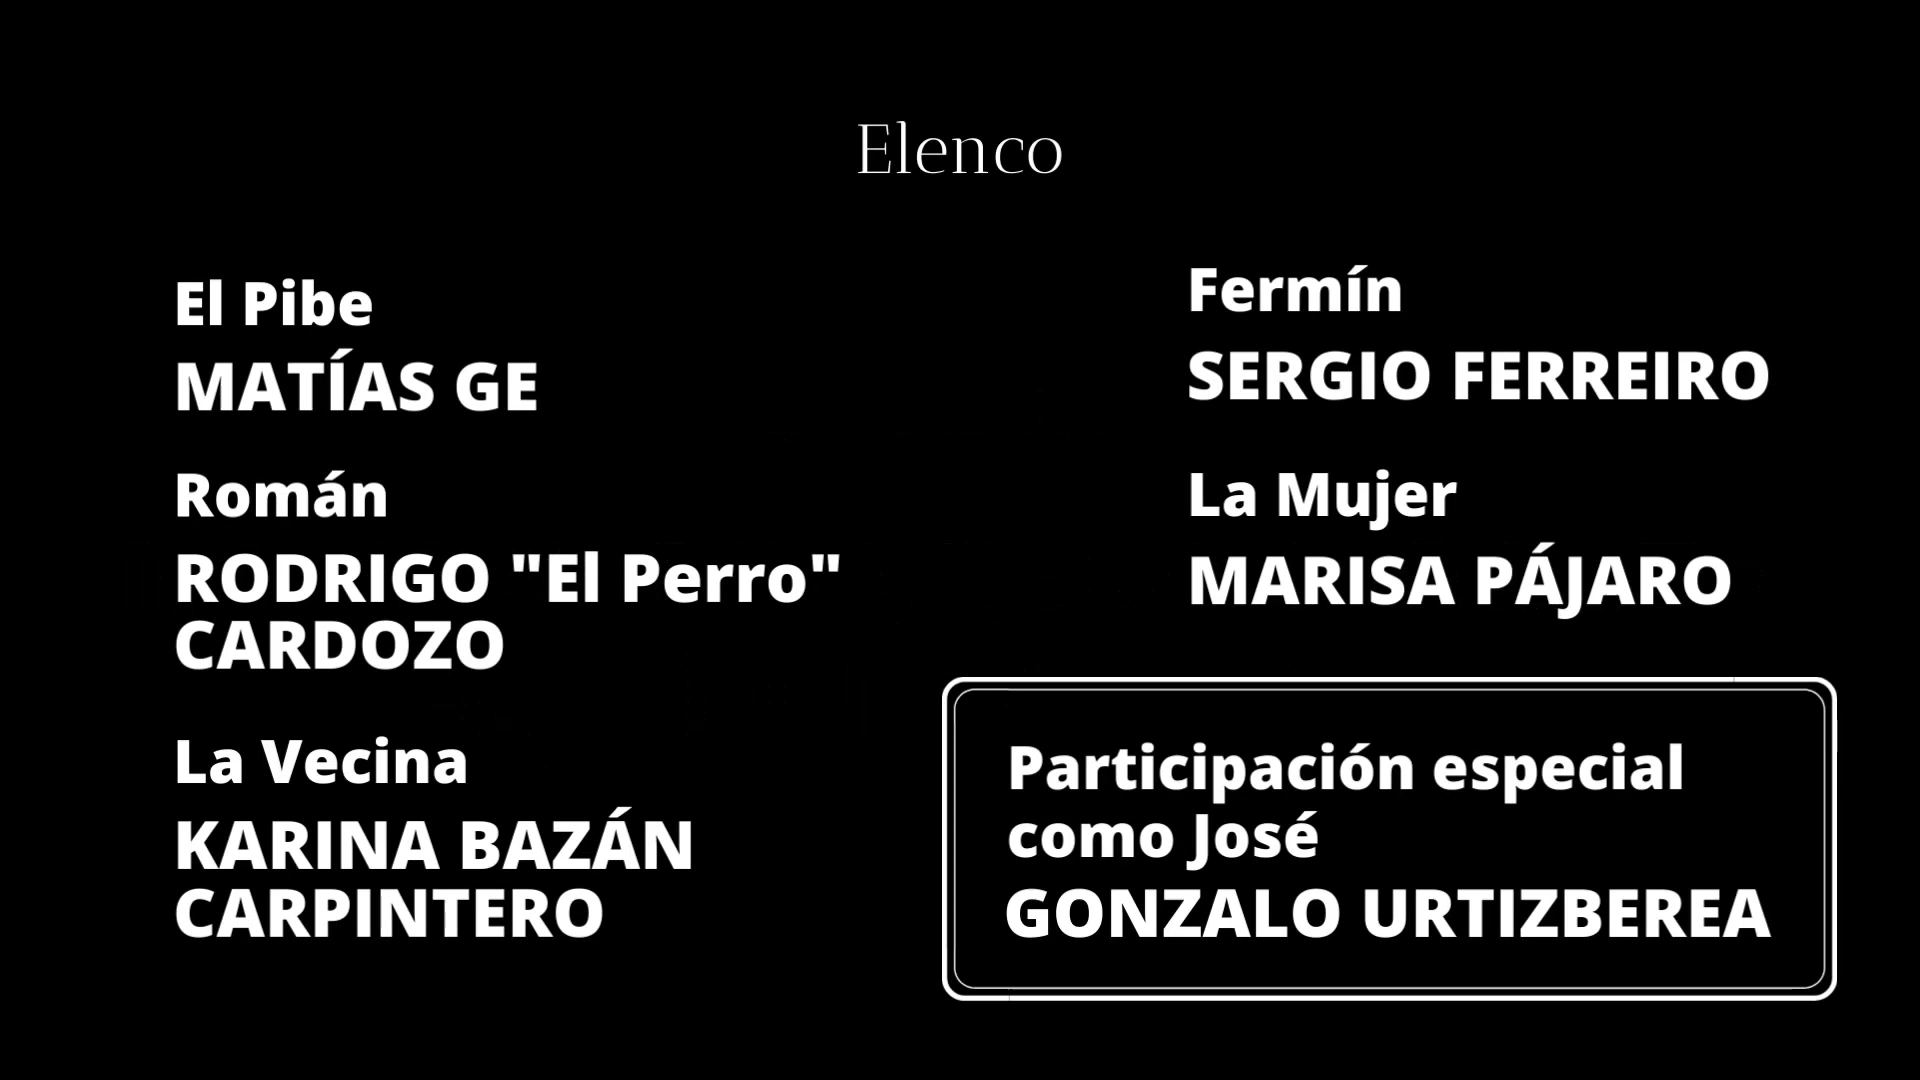 Elenco
El Pibe
MATÍAS GE
Román
RODRIGO "El Perro"
CARDOZO
La Vecina
KARINA BAZÁN
CARPINTERO
Fermín
SERGIO FERREIRO
La Mujer
MARISA PÁJARO
Participación especial
como José
GONZALO URTIZBEREA